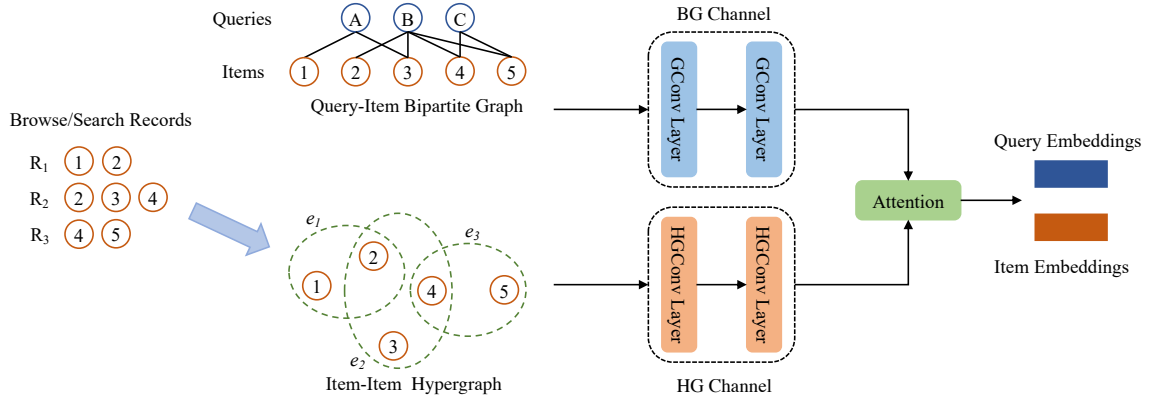 Queries
A B C
Items
1 2 3 4 5
Query-Item Bipartite Graph
Browse/Search Records
R1 1 2
R2 2 3 4
R3 4 5
e1
e3
2
1
4
5
3
e2
Item-Item Hypergraph
BG Channel
GConv Layer
GConv Layer
HGConv Layer
HGConv Layer
HG Channel
Attention
Query Embeddings
Item Embeddings